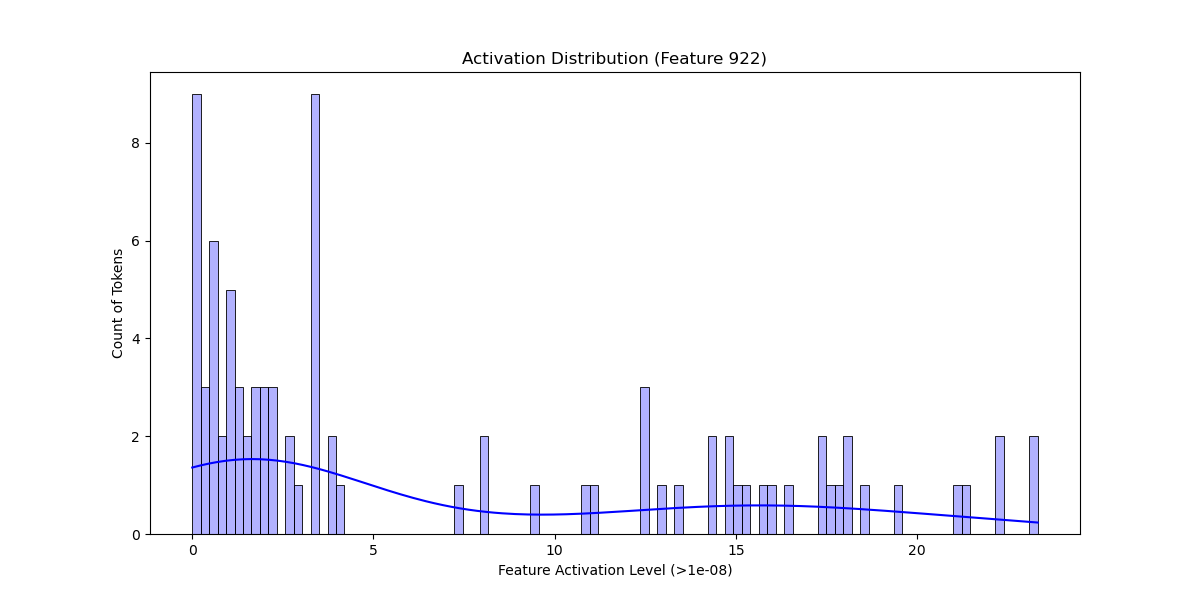 Activation Distribution (Feature 922)
Count of Tokens
8
6
4
2
0
0 5 10 15 20
Feature Activation Level (>1e-08)